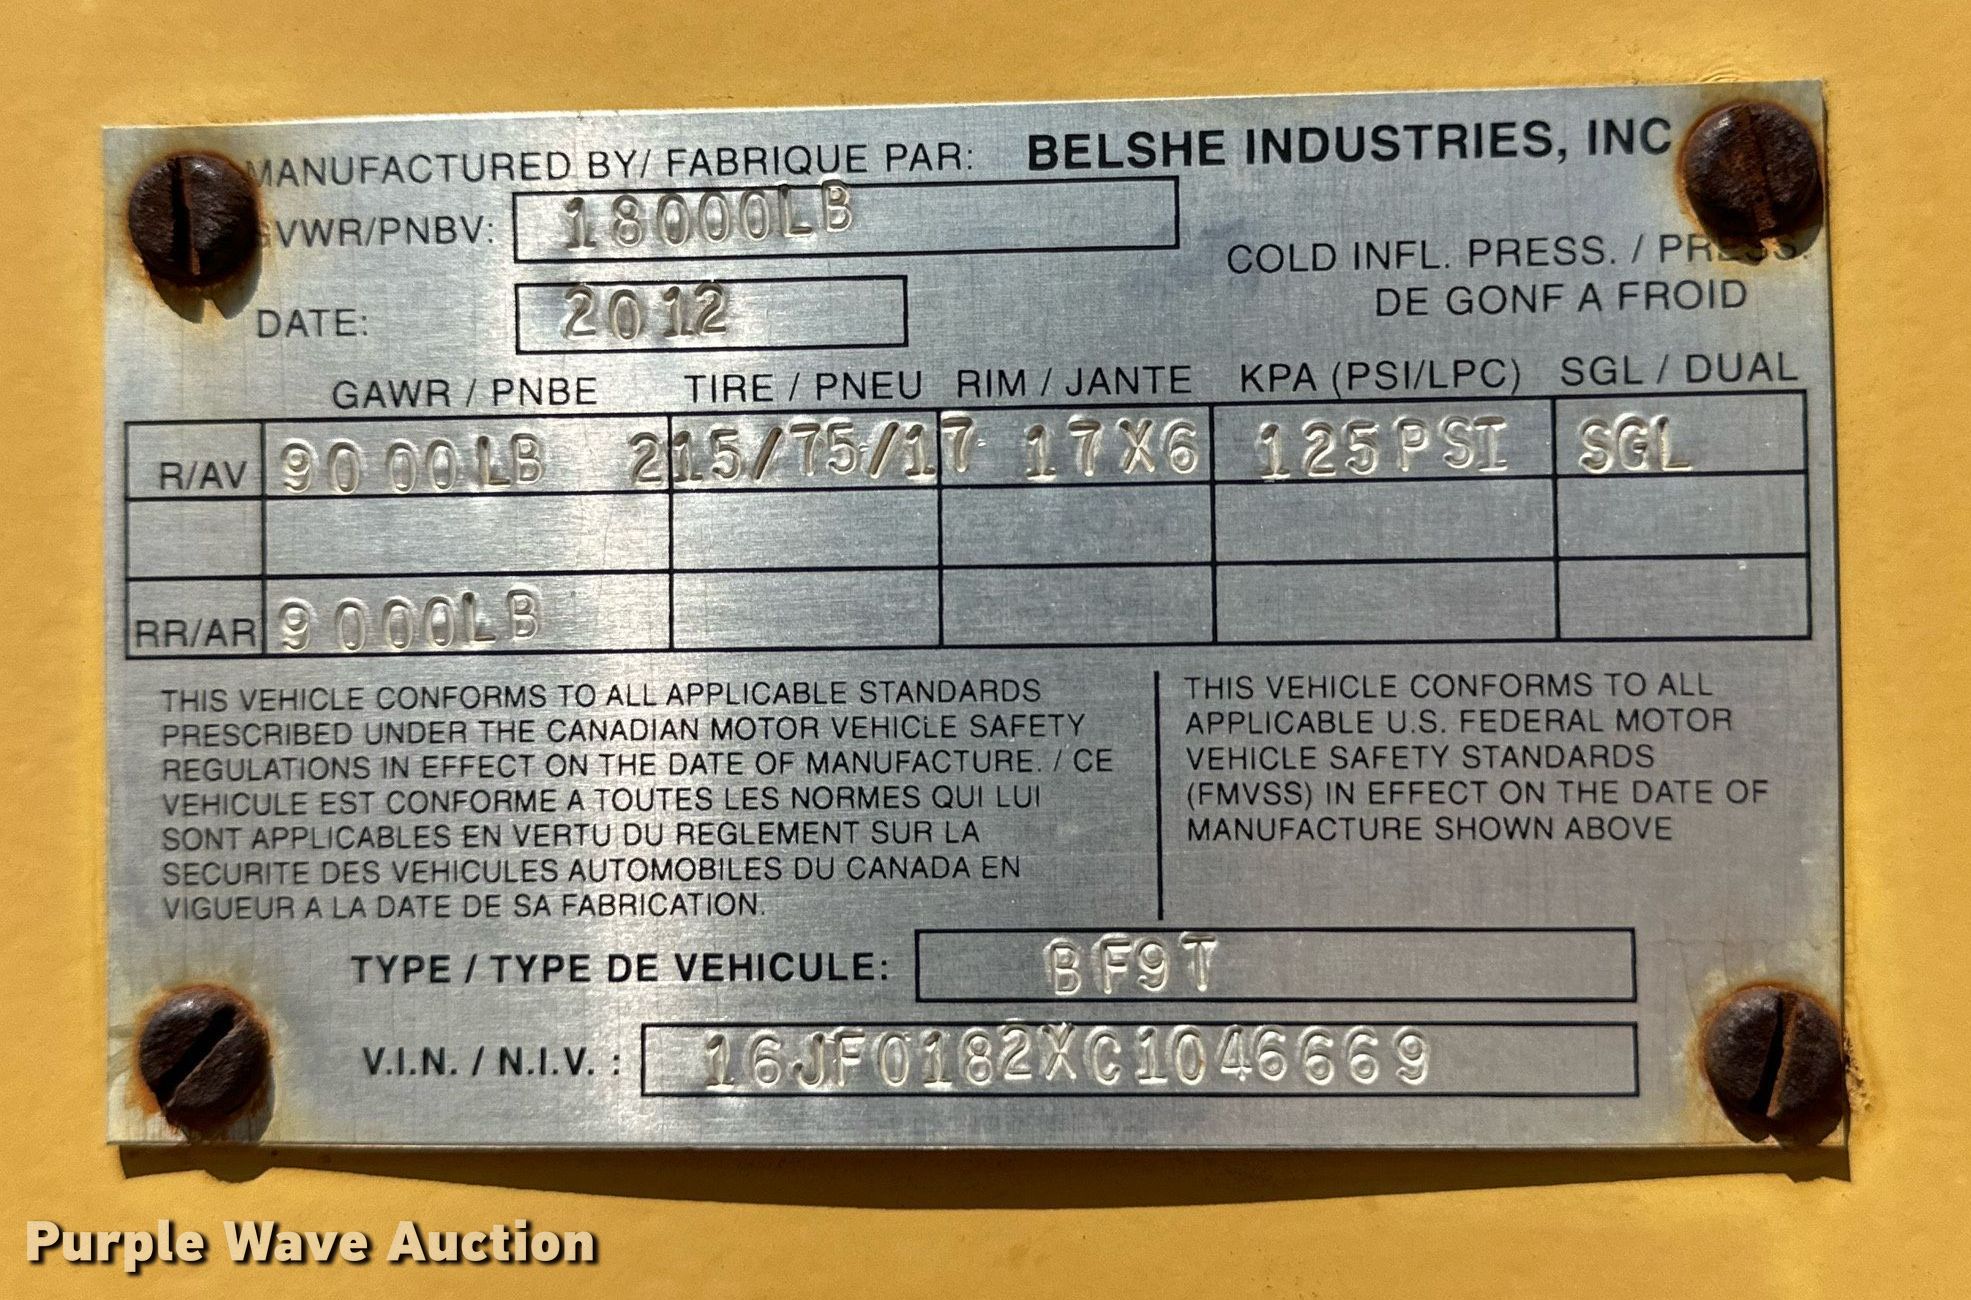 MANUFACTURED BY/ FABRIQUE PAR: BELSHE INDUSTRIES, INC
GVWR/PNBV: 18000LB
COLD INFL. PRESS. / PRESS.
DE GONF A FROID
DATE: 2012
GAWR / PNBE TIRE / PNEU RIM / JANTE KPA (PSI/LPC) SGL / DUAL
R/AV 9000LB 215/75/17 17X6 125PSI SGL
RR/AR 9000LB
THIS VEHICLE CONFORMS TO ALL APPLICABLE STANDARDS
PRESCRIBED UNDER THE CANADIAN MOTOR VEHICLE SAFETY
REGULATIONS IN EFFECT ON THE DATE OF MANUFACTURE. / CE
VEHICULE EST CONFORME A TOUTES LES NORMES QUI LUI
SONT APPLICABLES EN VERTU DU REGLEMENT SUR LA
SECURITE DES VEHICULES AUTOMOBILES DU CANADA EN
VIGUEUR A LA DATE DE SA FABRICATION.
THIS VEHICLE CONFORMS TO ALL
APPLICABLE U.S. FEDERAL MOTOR
VEHICLE SAFETY STANDARDS
(FMVSS) IN EFFECT ON THE DATE OF
MANUFACTURE SHOWN ABOVE
TYPE / TYPE DE VEHICULE: BF9T
V.I.N. / N.I.V. : 16JF0182XC1046669
Purple Wave Auction